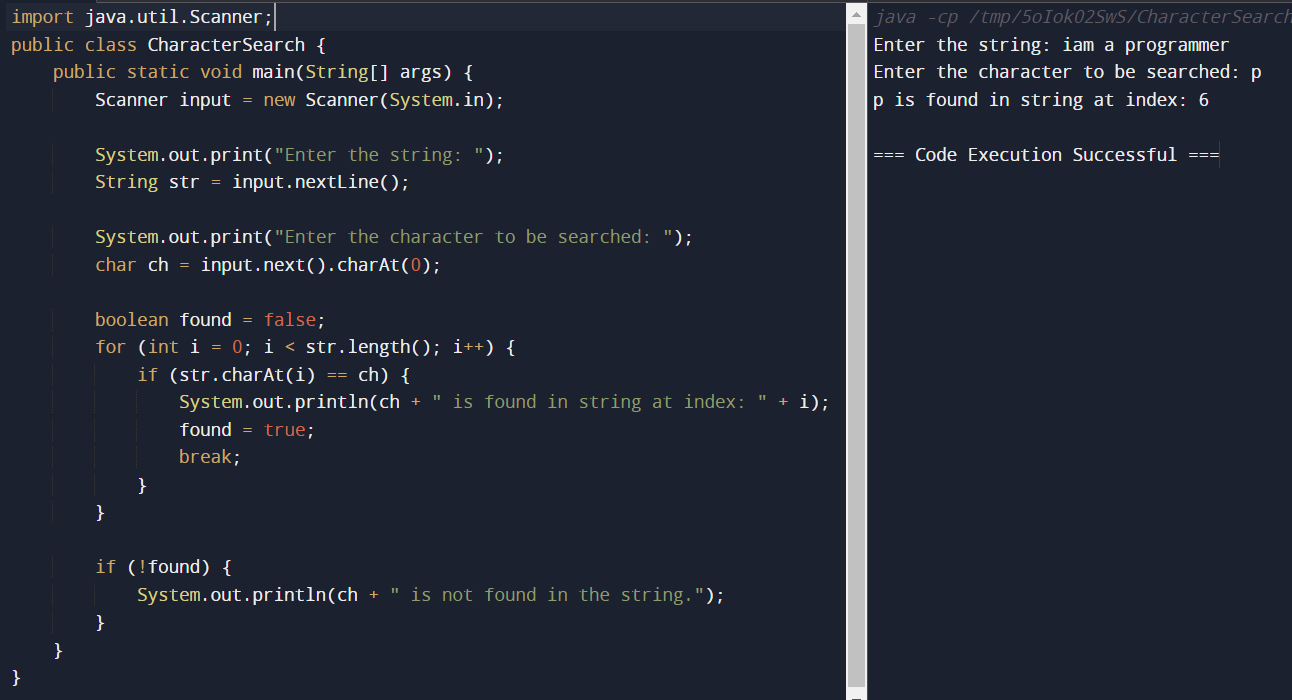 import java.util.Scanner;
public class CharacterSearch {
    public static void main(String[] args) {
        Scanner input = new Scanner(System.in);

        System.out.print("Enter the string: ");
        String str = input.nextLine();

        System.out.print("Enter the character to be searched: ");
        char ch = input.next().charAt(0);

        boolean found = false;
        for (int i = 0; i < str.length(); i++) {
            if (str.charAt(i) == ch) {
                System.out.println(ch + " is found in string at index: " + i);
                found = true;
                break;
            }
        }

        if (!found) {
            System.out.println(ch + " is not found in the string.");
        }
    }
}
java -cp /tmp/5oIokO2SwS/CharacterSearch
Enter the string: iam a programmer
Enter the character to be searched: p
p is found in string at index: 6

=== Code Execution Successful ===